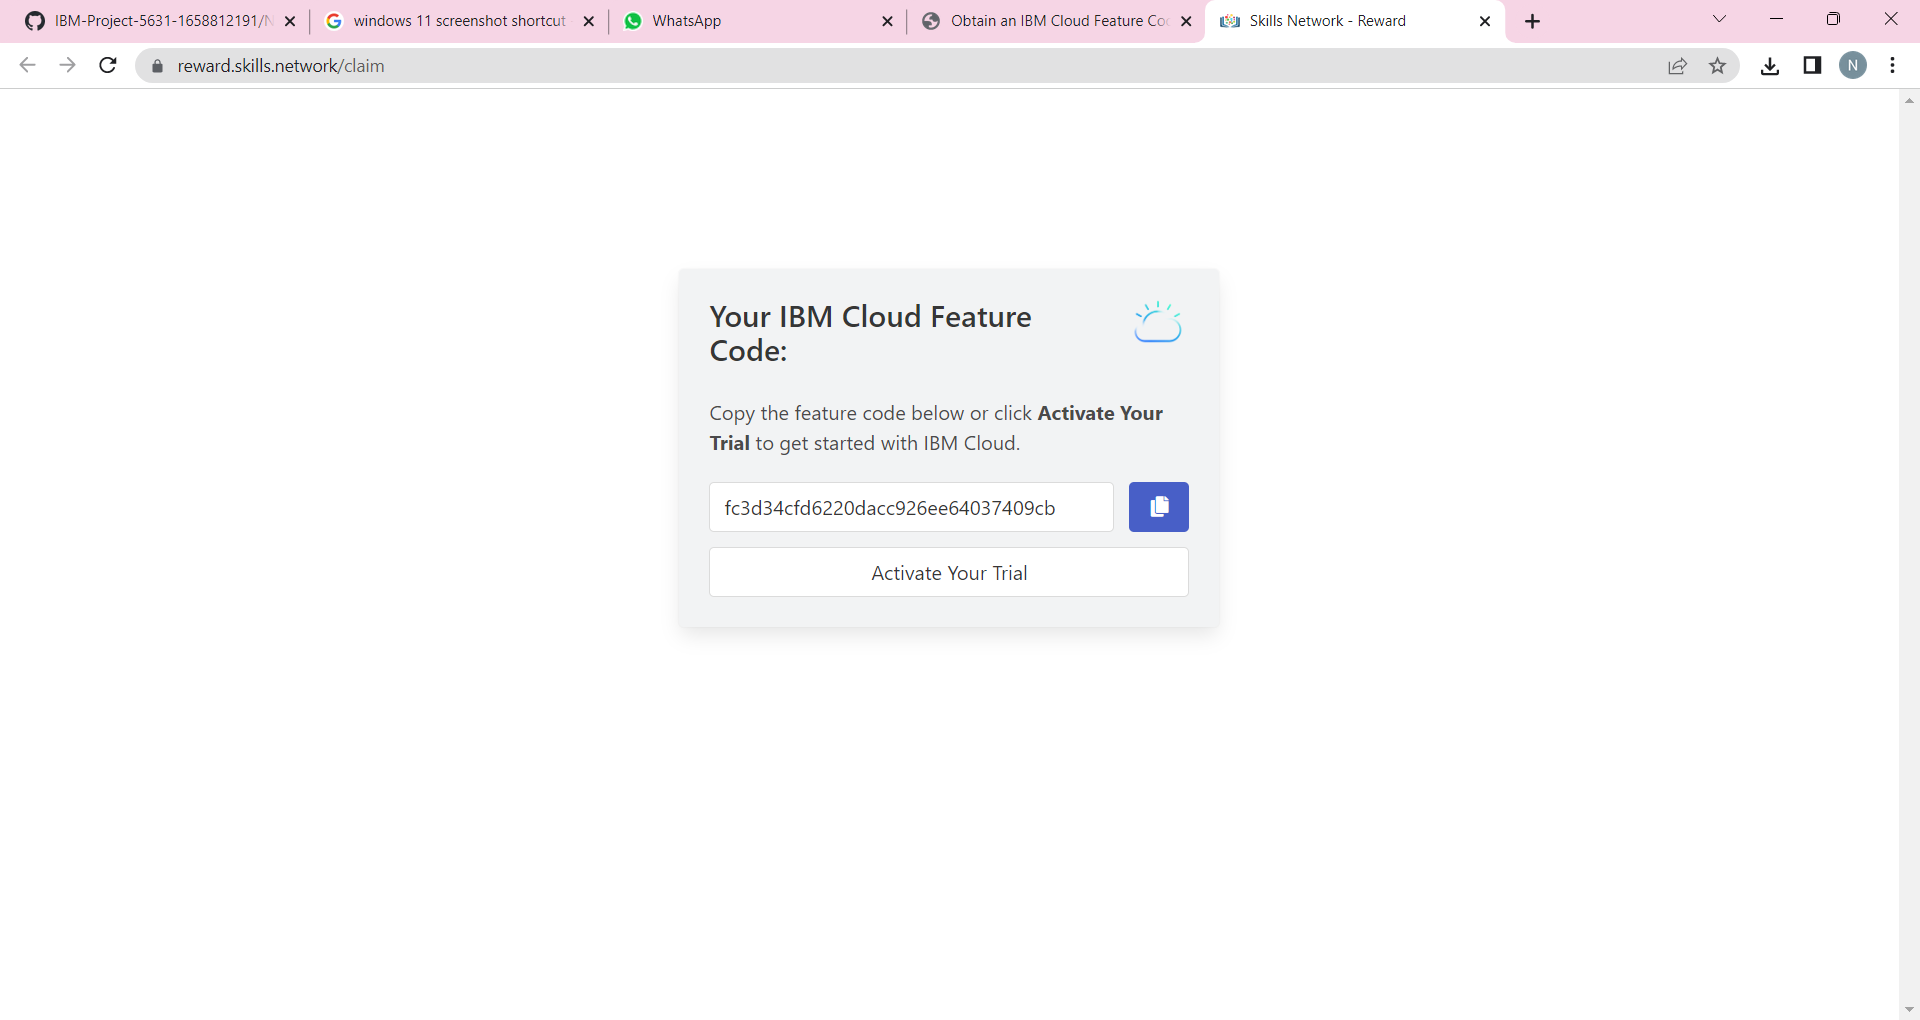 IBM-Project-5631-1658812191/N
windows 11 screenshot shortcut
WhatsApp
Obtain an IBM Cloud Feature Co
Skills Network - Reward
reward.skills.network/claim
N
Your IBM Cloud Feature
Code:
Copy the feature code below or click Activate Your
Trial to get started with IBM Cloud.
fc3d34cfd6220dacc926ee64037409cb
Activate Your Trial